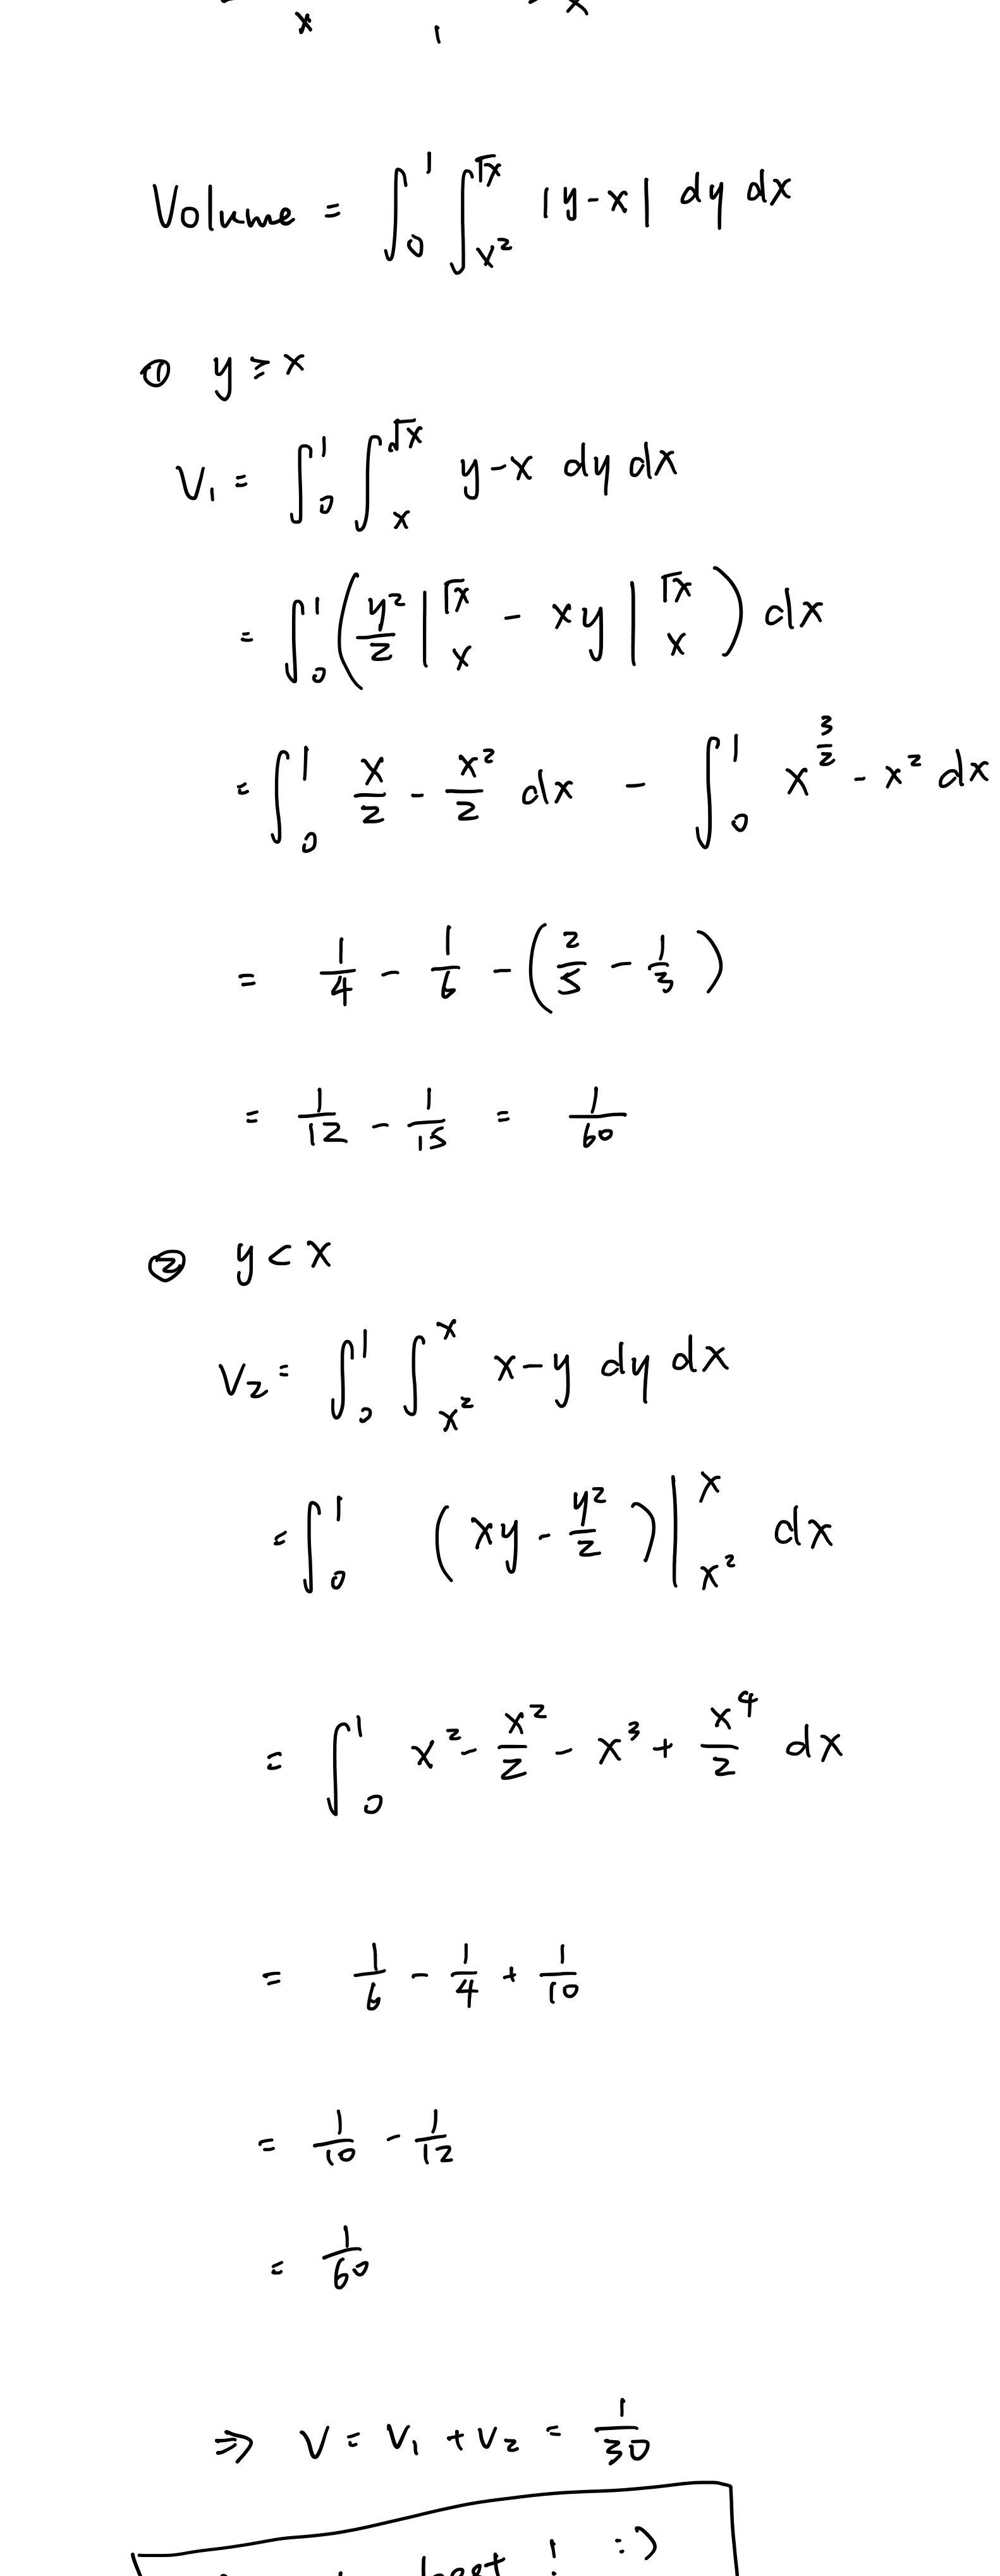 x 1 x
Volume = ∫₀¹ ∫_{x²}^{√x} |y-x| dy dx
① y ≥ x
V₁ = ∫₀¹ ∫ₓ^{√x} y-x dy dx
= ∫₀¹ ( y²/2 |ₓ^{√x} - xy |ₓ^{√x} ) dx
= ∫₀¹ x/2 - x²/2 dx - ∫₀¹ x^{3/2} - x² dx
= 1/4 - 1/6 - ( 2/5 - 1/3 )
= 1/12 - 1/15 = 1/60
② y < x
V₂ = ∫₀¹ ∫_{x²}^{x} x-y dy dx
= ∫₀¹ ( xy - y²/2 ) |_{x²}^{x} dx
= ∫₀¹ x² - x²/2 - x³ + x⁴/2 dx
= 1/6 - 1/4 + 1/10
= 1/10 - 1/12
= 1/60
⇒ V = V₁ + V₂ = 1/30
! :)